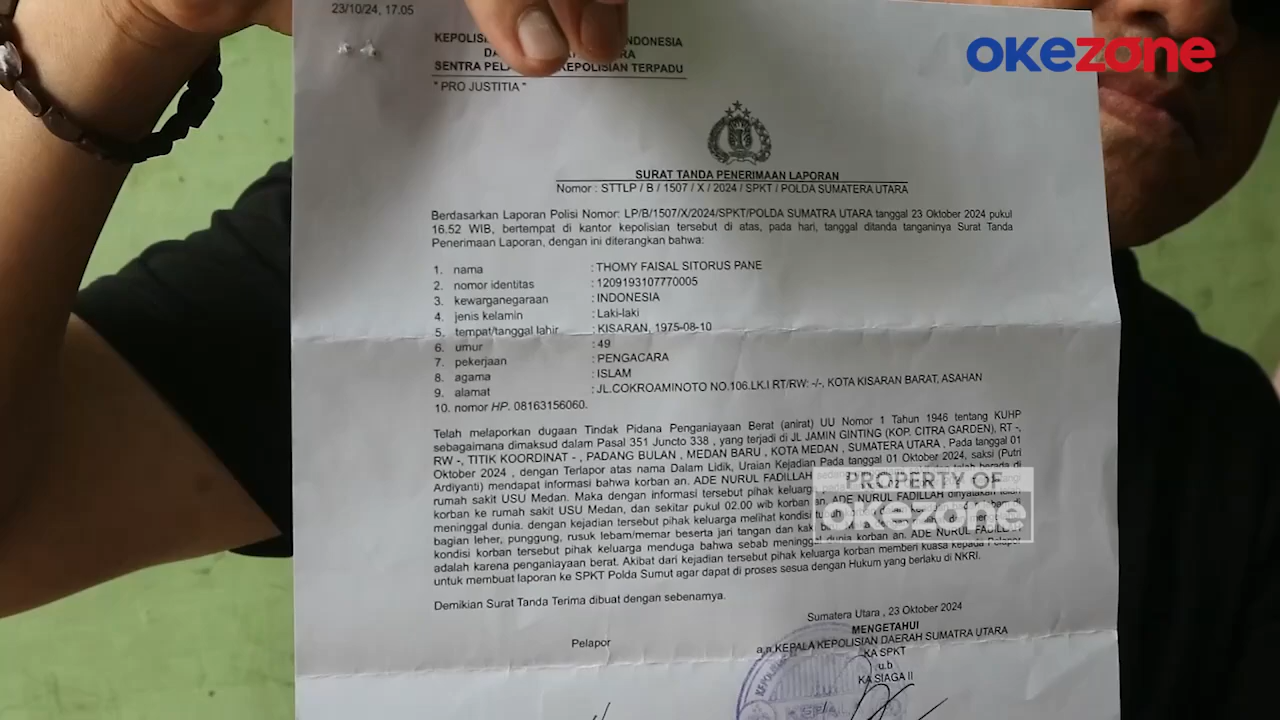 23/10/24, 17.05
okezone
KEPOLISI INDONESIA
DA RA
SENTRA PELA KEPOLISIAN TERPADU
" PRO JUSTITIA "
SURAT TANDA PENERIMAAN LAPORAN
Nomor : STTLP / B / 1507 / X / 2024 / SPKT / POLDA SUMATERA UTARA
Berdasarkan Laporan Polisi Nomor: LP/B/1507/X/2024/SPKT/POLDA SUMATRA UTARA tanggal 23 Oktober 2024 pukul
16.52 WIB, bertempat di kantor kepolisian tersebut di atas, pada hari, tanggal ditanda tanganinya Surat Tanda
Penerimaan Laporan, dengan ini diterangkan bahwa:
1. nama : THOMY FAISAL SITORUS PANE
2. nomor identitas : 1209193107770005
3. kewarganegaraan : INDONESIA
4. jenis kelamin : Laki-laki
5. tempat/tanggal lahir : KISARAN, 1975-08-10
6. umur : 49
7. pekerjaan : PENGACARA
8. agama : ISLAM
9. alamat : JL.COKROAMINOTO NO.106.LK.I RT/RW: -/-, KOTA KISARAN BARAT, ASAHAN
10. nomor HP. 08163156060.
Telah melaporkan dugaan Tindak Pidana Penganiayaan Berat (anirat) UU Nomor 1 Tahun 1946 tentang KUHP
sebagaimana dimaksud dalam Pasal 351 Juncto 338 , yang terjadi di JL JAMIN GINTING (KOP. CITRA GARDEN), RT -,
RW -, TITIK KOORDINAT - , PADANG BULAN , MEDAN BARU , KOTA MEDAN , SUMATERA UTARA , Pada tanggal 01
Oktober 2024 , dengan Terlapor atas nama Dalam Lidik, Uraian Kejadian Pada tanggal 01 Oktober 2024, saksi (Putri
Ardiyanti) mendapat informasi bahwa korban an. ADE NURUL FADILLAH telah berada di
rumah sakit USU Medan. Maka dengan informasi tersebut pihak keluarga
korban ke rumah sakit USU Medan, dan sekitar pukul 02.00 wib korban an. ADE NURUL FADILLAH dinyatakan telah
meninggal dunia. dengan kejadian tersebut pihak keluarga melihat kondisi
bagian leher, punggung, rusuk lebam/memar beserta jari tangan dan kaki ADE NURUL FADILLAH
kondisi korban tersebut pihak keluarga menduga bahwa sebab meninggal dunia korban an.
adalah karena penganiayaan berat. Akibat dari kejadian tersebut pihak keluarga korban memberi kuasa kepada Pelapor
untuk membuat laporan ke SPKT Polda Sumut agar dapat di proses sesua dengan Hukum yang berlaku di NKRI.
PROPERTY OF
okezone
Demikian Surat Tanda Terima dibuat dengan sebenarnya.
Sumatera Utara , 23 Oktober 2024
Pelapor
MENGETAHUI
a.n KEPALA KEPOLISIAN DAERAH SUMATRA UTARA
KA SPKT
u.b
KA SIAGA II